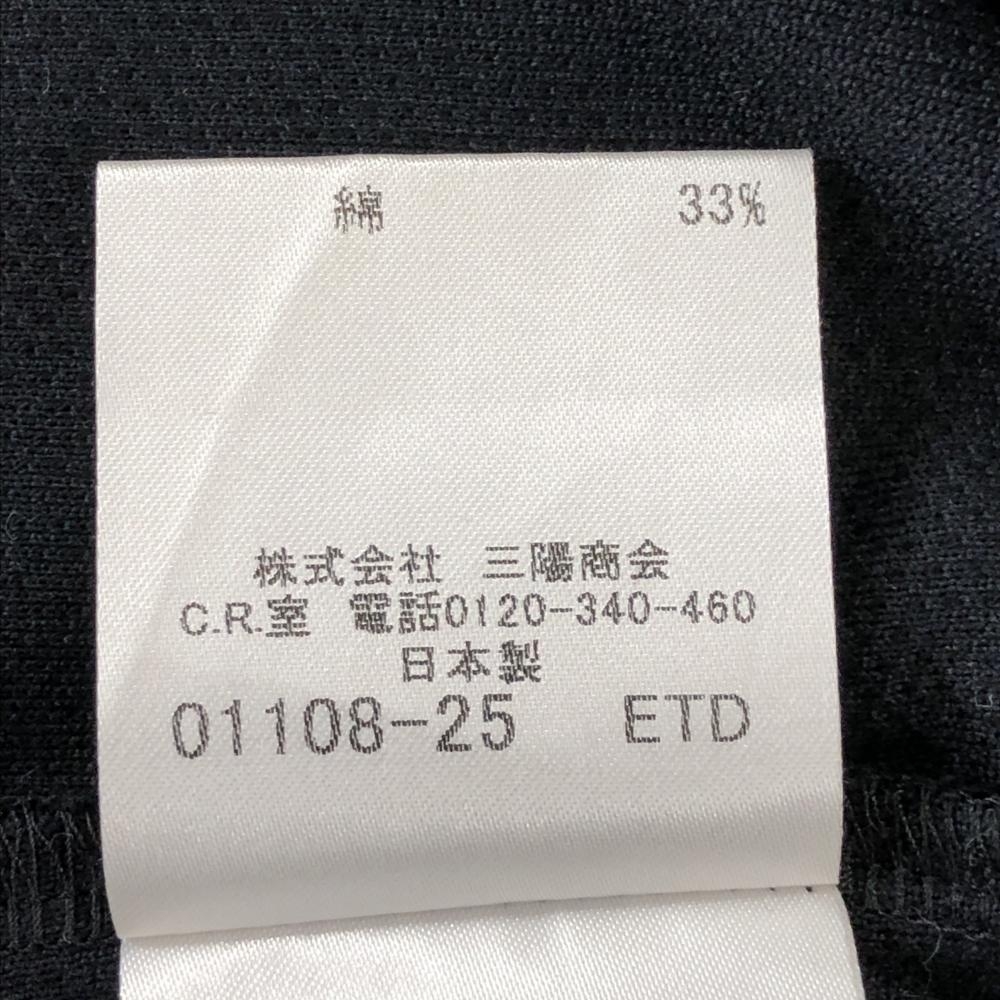 綿 33%
株式会社 三陽商会
C.R.室 電話0120-340-460
日本製
01108-25 ETD